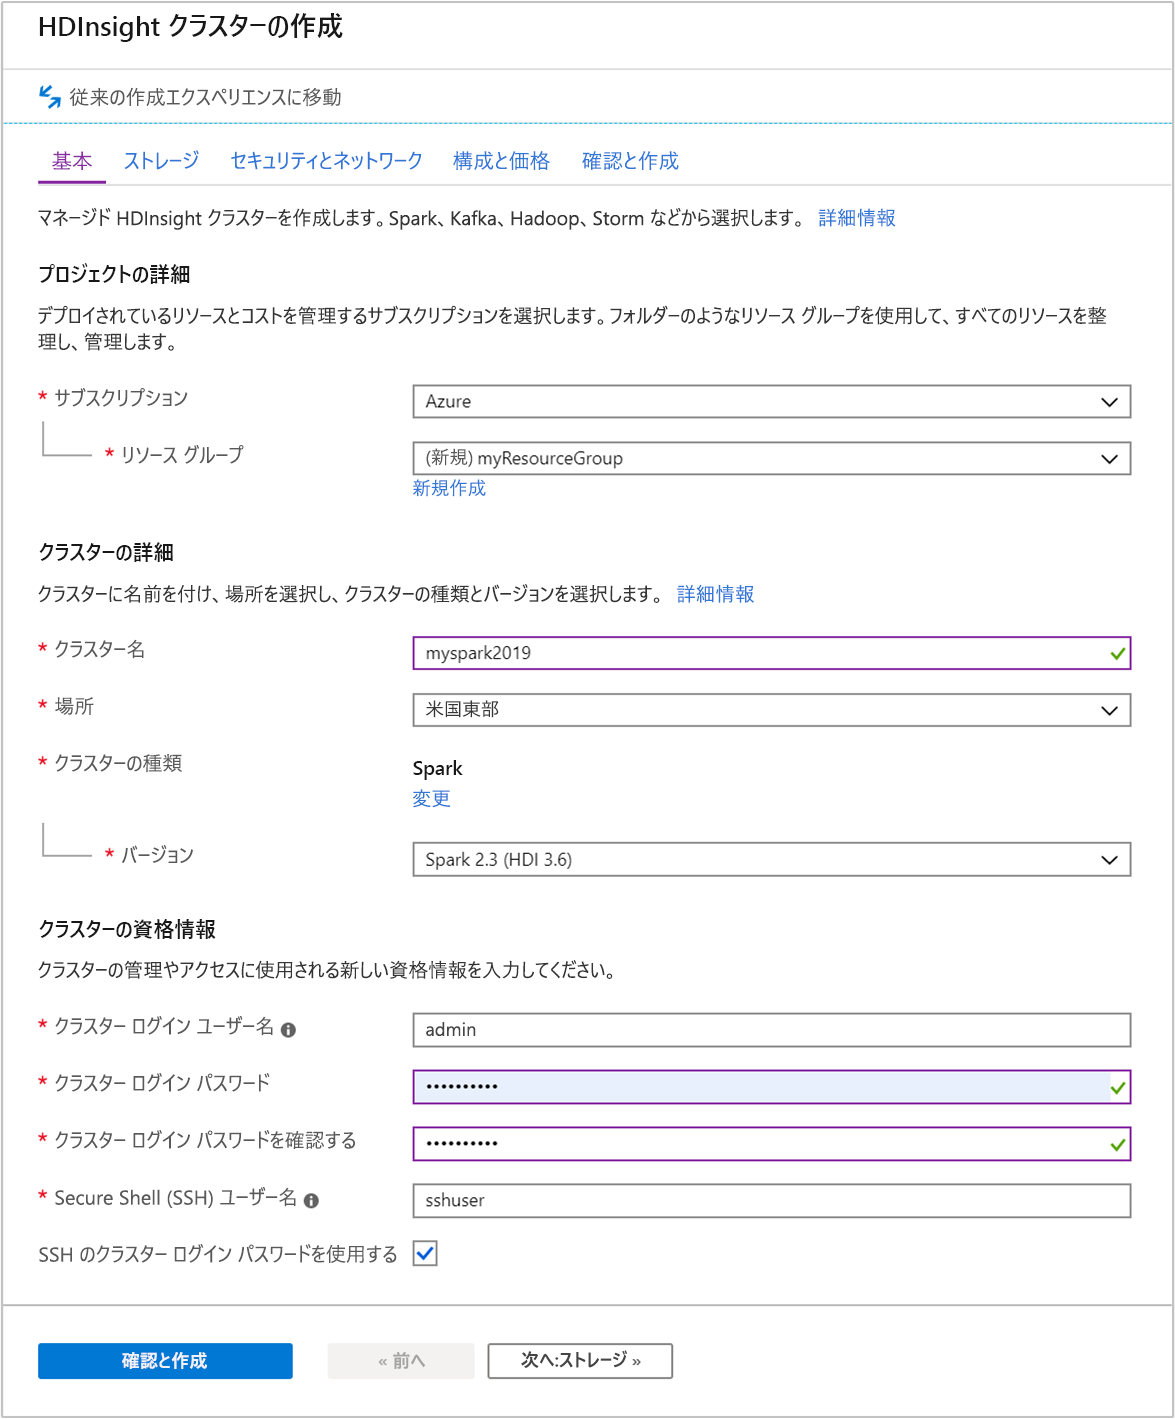 HDInsight クラスターの作成
従来の作成エクスペリエンスに移動
基本 ストレージ セキュリティとネットワーク 構成と価格 確認と作成
マネージド HDInsight クラスターを作成します。Spark、Kafka、Hadoop、Storm などから選択します。 詳細情報
プロジェクトの詳細
デプロイされているリソースとコストを管理するサブスクリプションを選択します。フォルダーのようなリソース グループを使用して、すべてのリソースを整
理し、管理します。
* サブスクリプション Azure
* リソース グループ (新規) myResourceGroup
新規作成
クラスターの詳細
クラスターに名前を付け、場所を選択し、クラスターの種類とバージョンを選択します。 詳細情報
* クラスター名 myspark2019
* 場所 米国東部
* クラスターの種類 Spark
変更
* バージョン Spark 2.3 (HDI 3.6)
クラスターの資格情報
クラスターの管理やアクセスに使用される新しい資格情報を入力してください。
* クラスター ログイン ユーザー名 admin
* クラスター ログイン パスワード ••••••••••
* クラスター ログイン パスワードを確認する ••••••••••
* Secure Shell (SSH) ユーザー名 sshuser
SSH のクラスター ログイン パスワードを使用する
確認と作成 « 前へ 次へ:ストレージ »